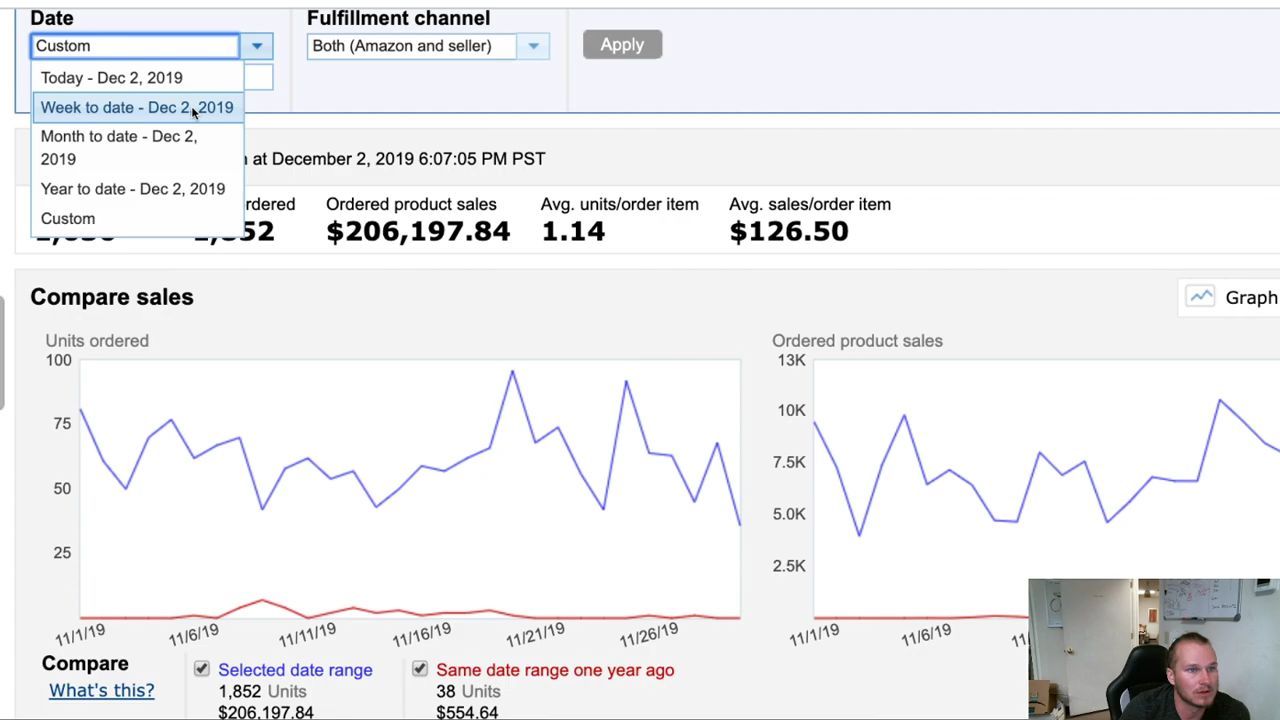 Date
Fulfillment channel
Custom
Both (Amazon and seller)
Apply
Today - Dec 2, 2019
Week to date - Dec 2, 2019
Month to date - Dec 2,
2019
Year to date - Dec 2, 2019
Custom
at December 2, 2019 6:07:05 PM PST
Ordered product sales
Avg. units/order item
Avg. sales/order item
$206,197.84
1.14
$126.50
Compare sales
Graph
Units ordered
Ordered product sales
100
75
50
25
13K
10K
7.5K
5.0K
2.5K
11/1/19
11/6/19
11/11/19
11/16/19
11/21/19
11/26/19
11/1/19
11/6/19
Compare
What's this?
Selected date range
1,852 Units
$206,197.84
Same date range one year ago
38 Units
$554.64